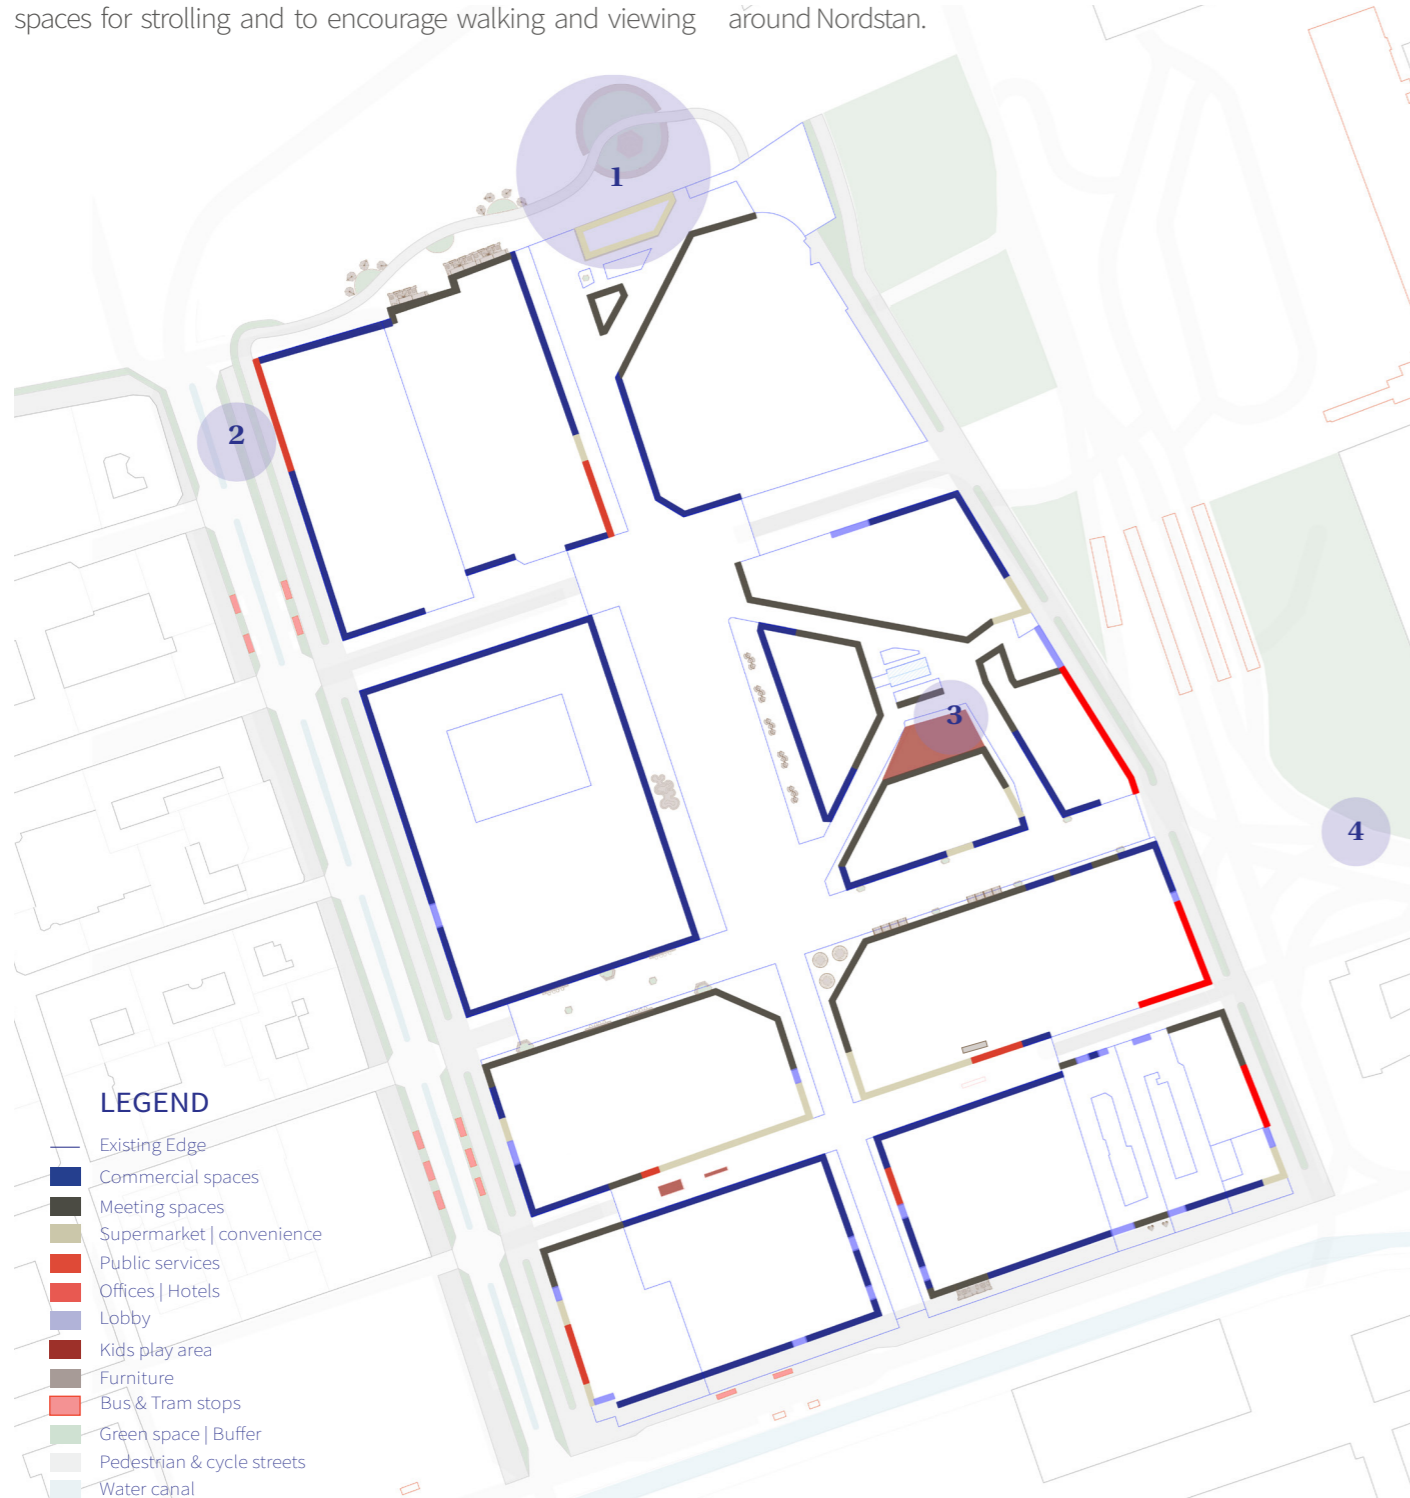 spaces for strolling and to encourage walking and viewing
around Nordstan.
1
2
3
4
LEGEND
Existing Edge
Commercial spaces
Meeting spaces
Supermarket | convenience
Public services
Offices | Hotels
Lobby
Kids play area
Furniture
Bus & Tram stops
Green space | Buffer
Pedestrian & cycle streets
Water canal